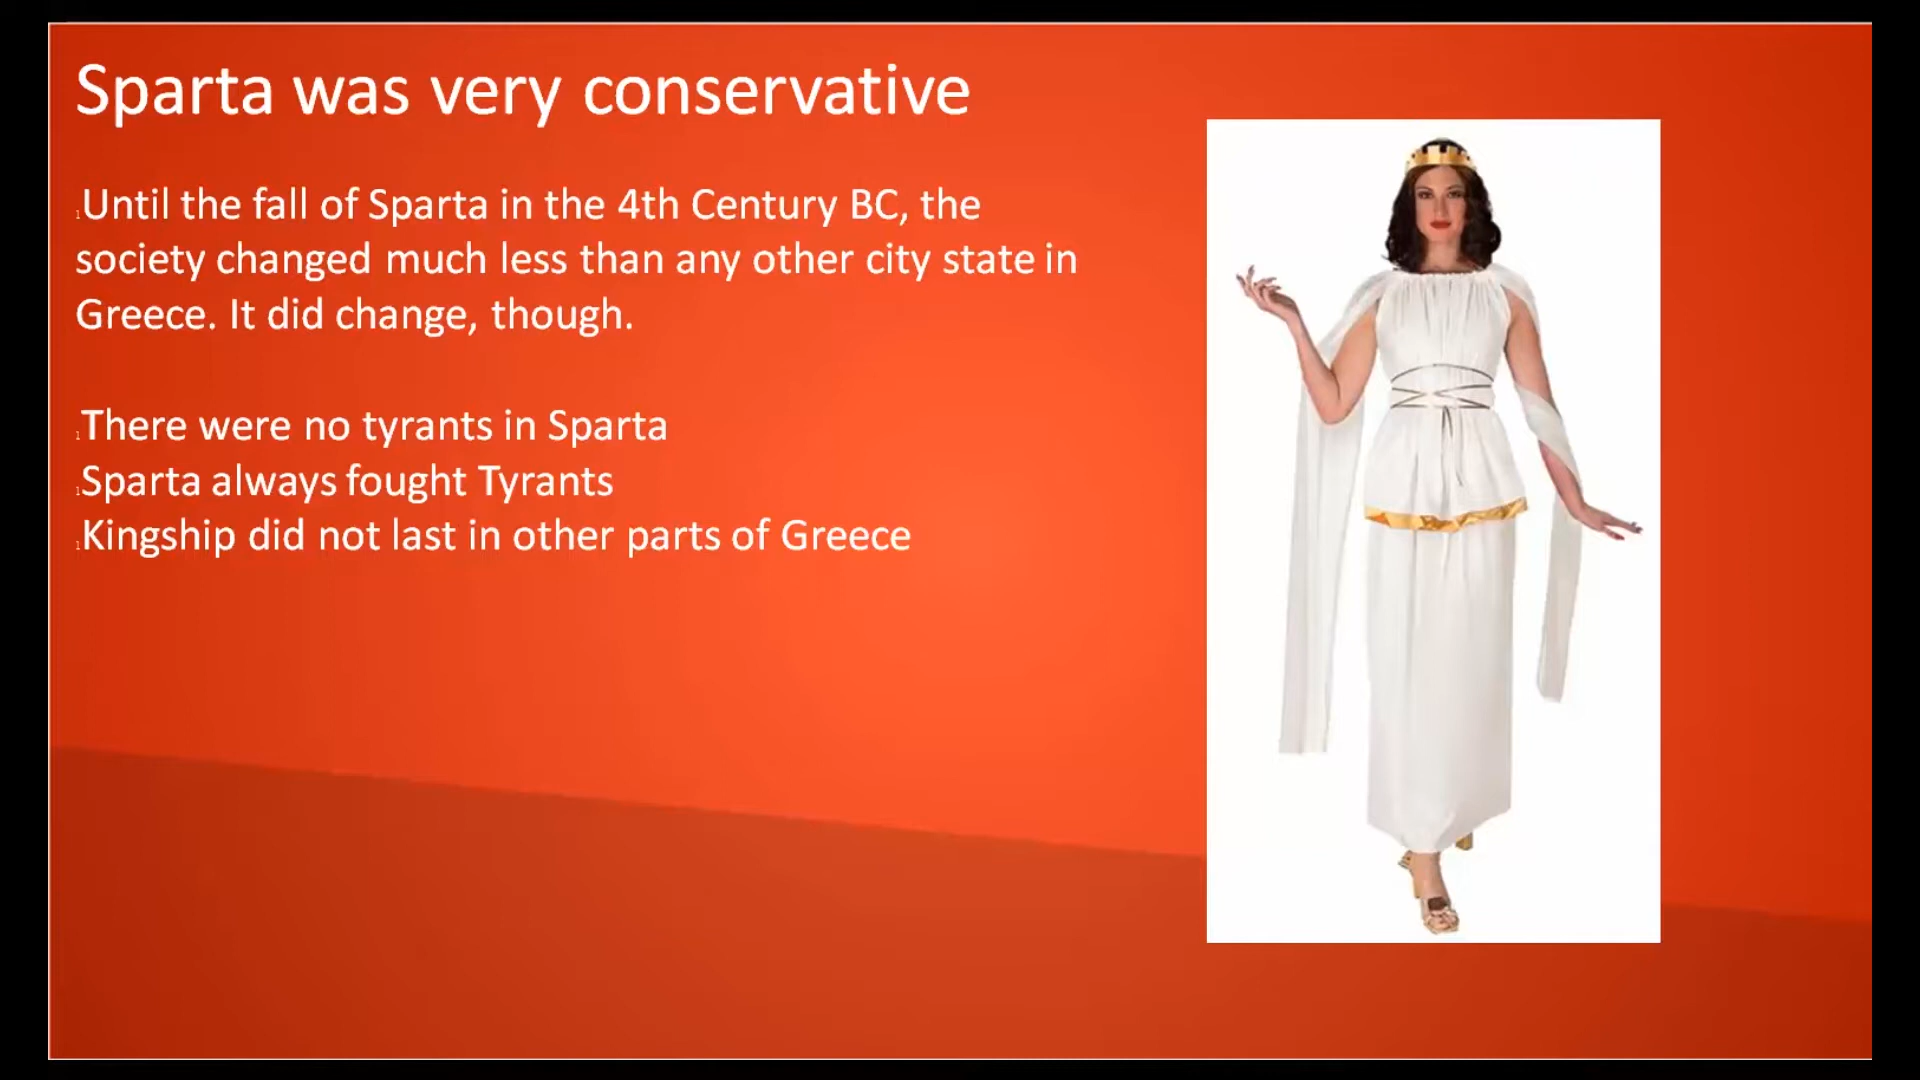 Sparta was very conservative
Until the fall of Sparta in the 4th Century BC, the
society changed much less than any other city state in
Greece. It did change, though.
There were no tyrants in Sparta
Sparta always fought Tyrants
Kingship did not last in other parts of Greece